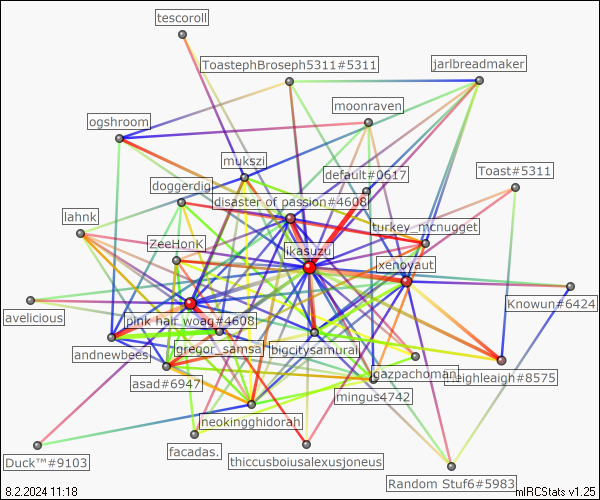 tescoroll
ToastephBroseph5311#5311
jarlbreadmaker
moonraven
ogshroom
mukszi
default#0617
Toast#5311
doggerdig
disaster of passion#4608
lahnk
turkey_mcnugget
ZeeHonk
ikasuzu
xenoyaut
avelicious
Knowun#6424
pink hair woag#4608
andnewbees
gregor_samsa
bigcitysamurai
asad#6947
gazpachoman
Heighleaigh#8575
mingus4742
neokingghidorah
facadas.
Duck™#9103
thiccusboiusalexusjoneus
Random Stuf6#5983
8.2.2024 11:18
mIRCStats v1.25